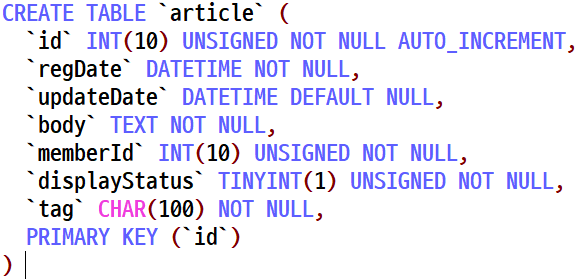 CREATE TABLE `article` (
`id` INT(10) UNSIGNED NOT NULL AUTO_INCREMENT,
`regDate` DATETIME NOT NULL,
`updateDate` DATETIME DEFAULT NULL,
`body` TEXT NOT NULL,
`memberId` INT(10) UNSIGNED NOT NULL,
`displayStatus` TINYINT(1) UNSIGNED NOT NULL,
`tag` CHAR(100) NOT NULL,
PRIMARY KEY (`id`)
)